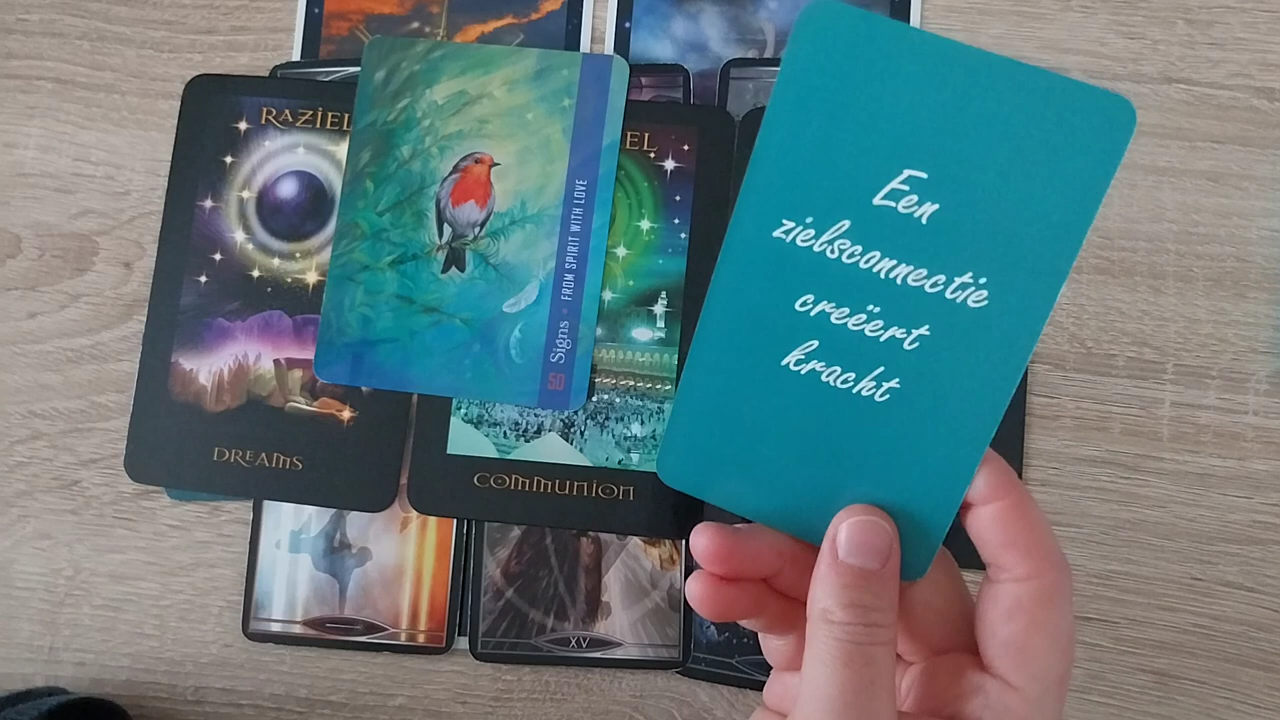 RAZIEL
EL
Een
zielsconnectie
creëert
kracht
50 Signs • FROM SPIRIT WITH LOVE
DREAMS
COMMUNION
XV